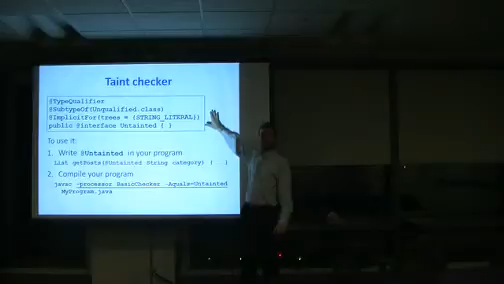 Taint checker
@TypeQualifier
@SubtypeOf(Unqualified.class)
@ImplicitFor(trees = {STRING_LITERAL})
public @interface Untainted { }
To use it:
1. Write @Untainted in your program
List getPosts(@Untainted String category) { }
2. Compile your program
javac -processor BasicChecker -Aquals=Untainted
MyProgram.java